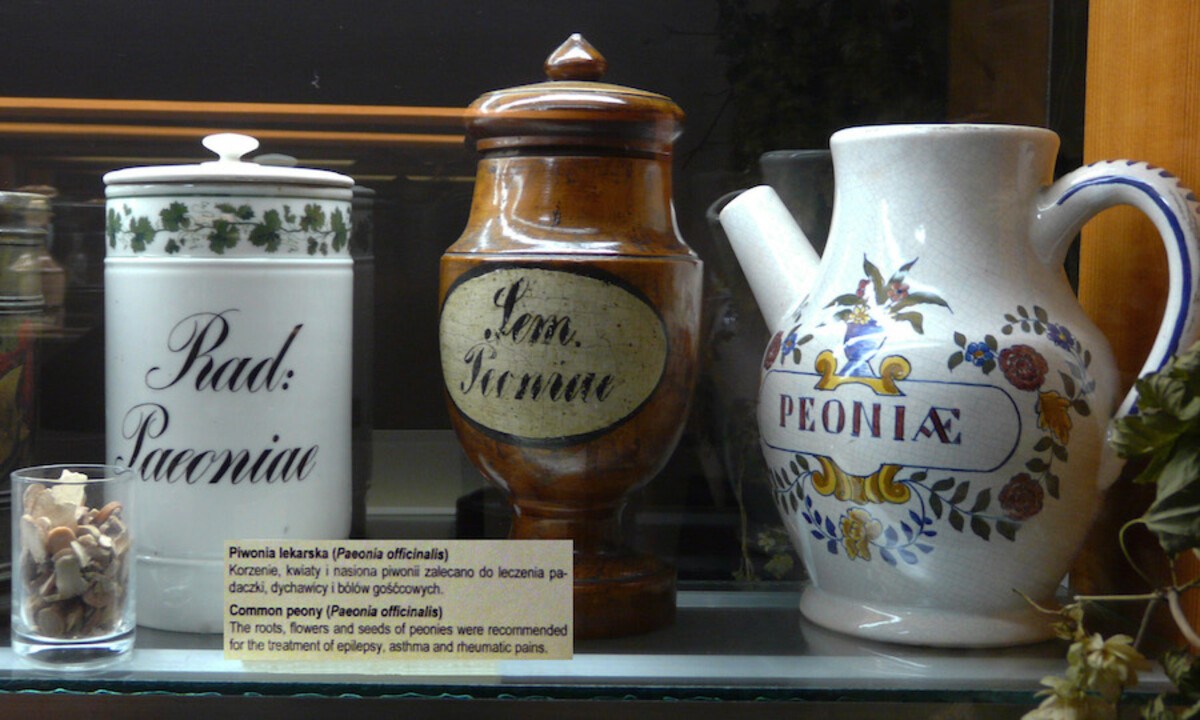 Rad:
Paeoniae
Sem.
Poeniae
PEONIÆ
Piwonia lekarska (Paeonia officinalis)
Korzenie, kwiaty i nasiona piwonii zalecano do leczenia pa-
daczki, dychawicy i bólów gośćcowych.
Common peony (Paeonia officinalis)
The roots, flowers and seeds of peonies were recommended
for the treatment of epilepsy, asthma and rheumatic pains.